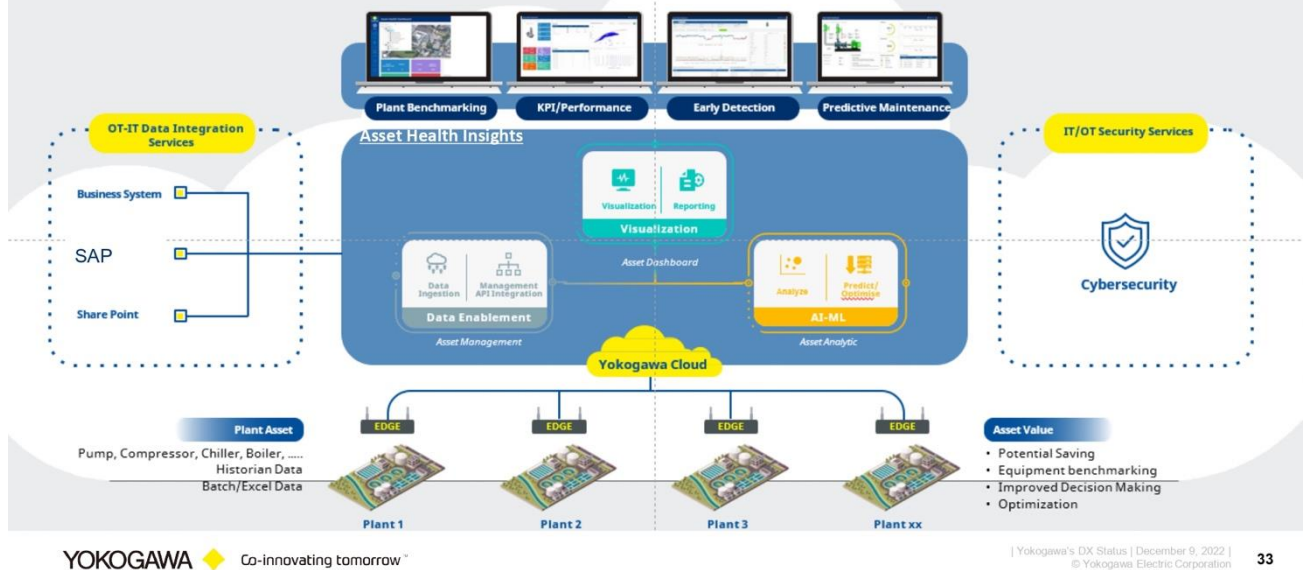 Plant Benchmarking
KPI/Performance
Early Detection
Predictive Maintenance
OT-IT Data Integration
Services
Business System
SAP
Share Point
Asset Health Insights
Visualization
Reporting
Visualization
Asset Dashboard
Data
Ingestion
Management
API Integration
Data Enablement
Asset Management
Analyze
Predict/
Optimise
AI-ML
Asset Analytic
IT/OT Security Services
Cybersecurity
Yokogawa Cloud
EDGE
EDGE
EDGE
EDGE
Plant Asset
Pump, Compressor, Chiller, Boiler, .....
Historian Data
Batch/Excel Data
Plant 1
Plant 2
Plant 3
Plant xx
Asset Value
• Potential Saving
• Equipment benchmarking
• Improved Decision Making
• Optimization
YOKOGAWA
Co-innovating tomorrow™
| Yokogawa's DX Status | December 9, 2022 |
© Yokogawa Electric Corporation
33